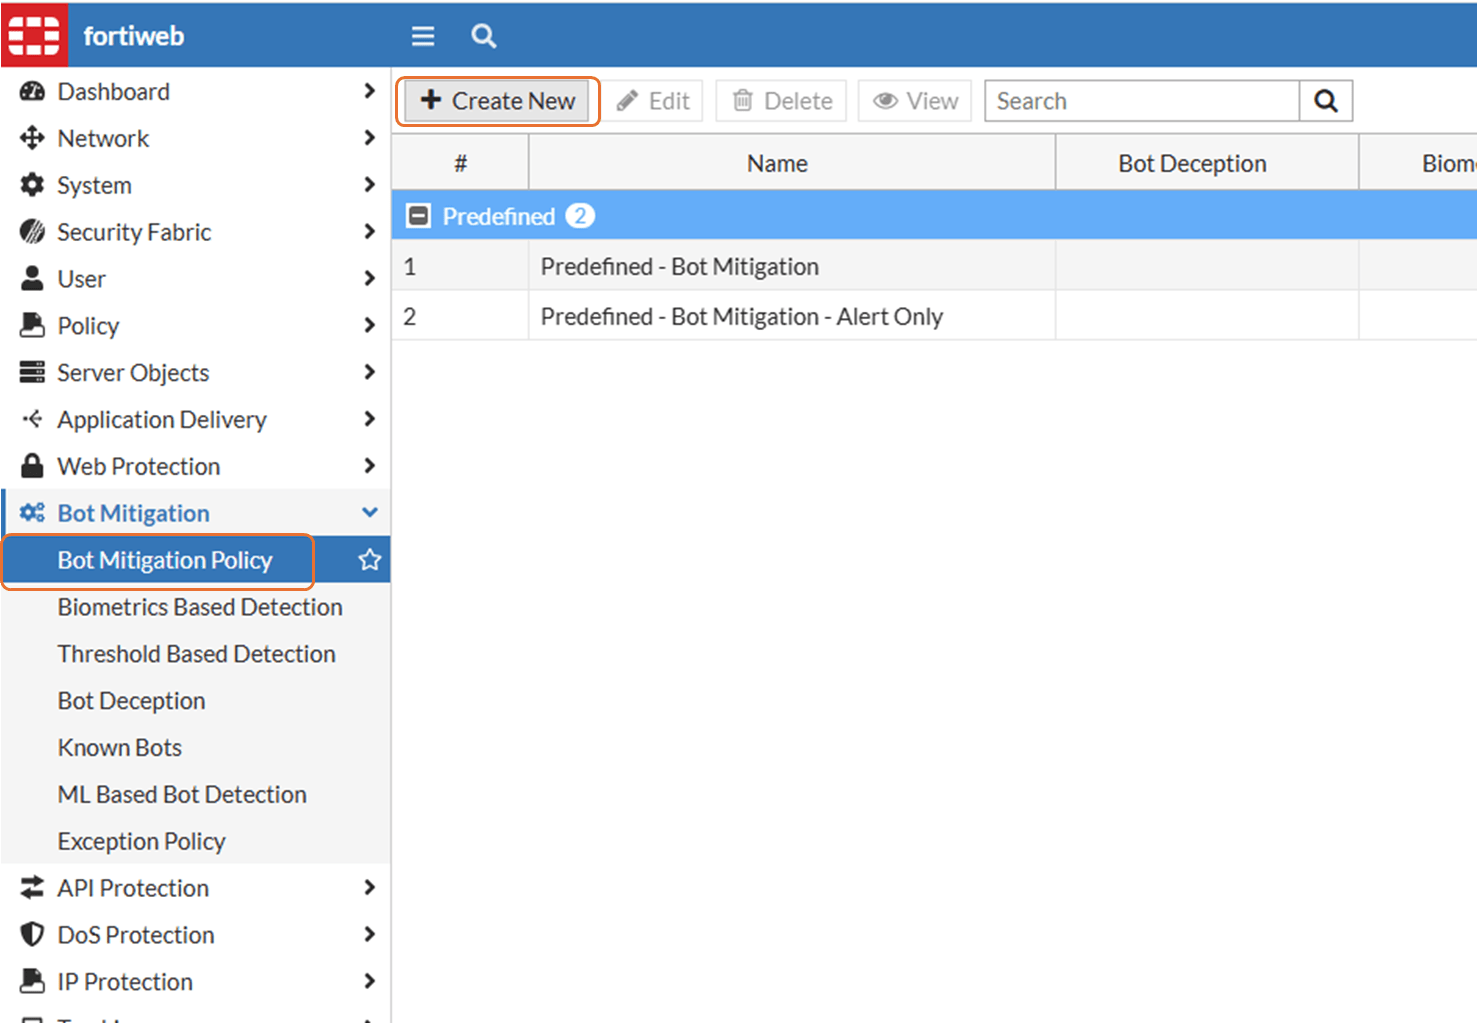 fortiweb
Dashboard
Network
System
Security Fabric
User
Policy
Server Objects
Application Delivery
Web Protection
Bot Mitigation
Bot Mitigation Policy
Biometrics Based Detection
Threshold Based Detection
Bot Deception
Known Bots
ML Based Bot Detection
Exception Policy
API Protection
DoS Protection
IP Protection
+ Create New Edit Delete View Search
# Name Bot Deception
Predefined 2
1 Predefined - Bot Mitigation
2 Predefined - Bot Mitigation - Alert Only